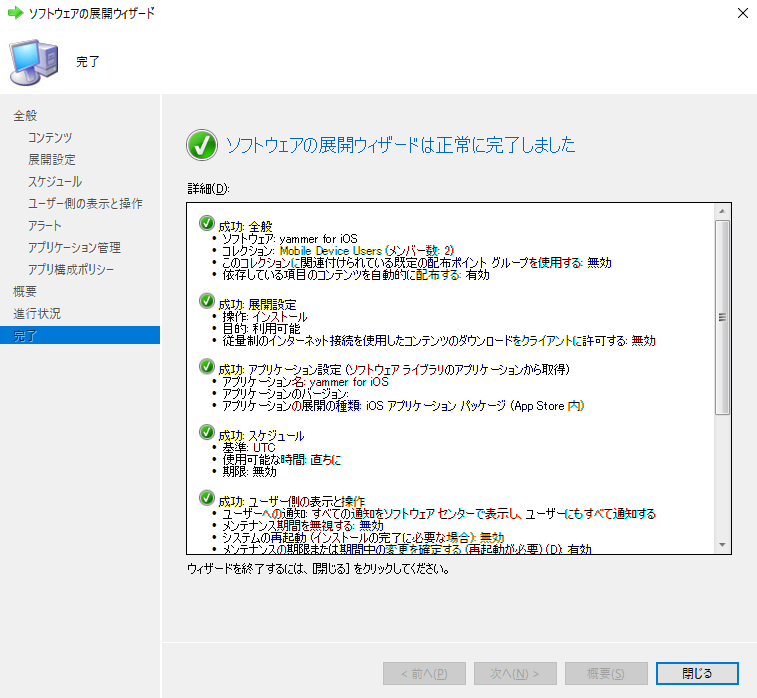 ソフトウェアの展開ウィザード
完了
全般
コンテンツ
展開設定
スケジュール
ユーザー側の表示と操作
アラート
アプリケーション管理
アプリ構成ポリシー
概要
進行状況
完了
ソフトウェアの展開ウィザードは正常に完了しました
詳細(D):
成功: 全般
• ソフトウェア: yammer for iOS
• コレクション: Mobile Device Users (メンバー数: 2)
• このコレクションに関連付けられている既定の配布ポイント グループを使用する: 無効
• 依存している項目のコンテンツを自動的に配布する: 有効
成功: 展開設定
• 操作: インストール
• 目的: 利用可能
• 従量制のインターネット接続を使用したコンテンツのダウンロードをクライアントに許可する: 無効
成功: アプリケーション設定 (ソフトウェア ライブラリのアプリケーションから取得)
• アプリケーション名: yammer for iOS
• アプリケーションのバージョン:
• アプリケーションの展開の種類: iOS アプリケーション パッケージ (App Store 内)
成功: スケジュール
• 基準: UTC
• 使用可能な時間: 直ちに
• 期限: 無効
成功: ユーザー側の表示と操作
• ユーザーへの通知: すべての通知をソフトウェア センターで表示し、ユーザーにもすべて通知する
• メンテナンス期間を無視する: 無効
• システムの再起動 (インストールの完了に必要な場合): 無効
• メンテナンスの期限または期間中の変更を確定する (再起動が必要) (D): 有効
ウィザードを終了するには、[閉じる] をクリックしてください。
< 前へ(P)
次へ(N) >
概要(S)
閉じる